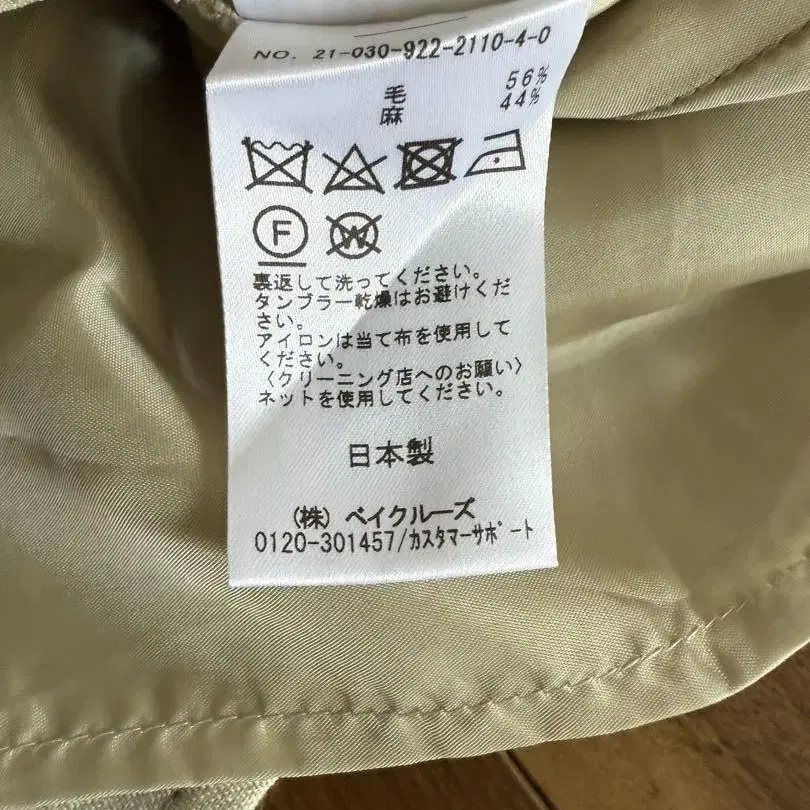 NO. 21-030-922-2110-4-0
毛 56%
麻 44%
F
W
裏返して洗ってください。
タンブラー乾燥はお避けくだ
さい。
アイロンは当て布を使用して
ください。
〈クリーニング店へのお願い〉
ネットを使用してください。
日本製
(株) ベイクルーズ
0120-301457/カスタマーサポート